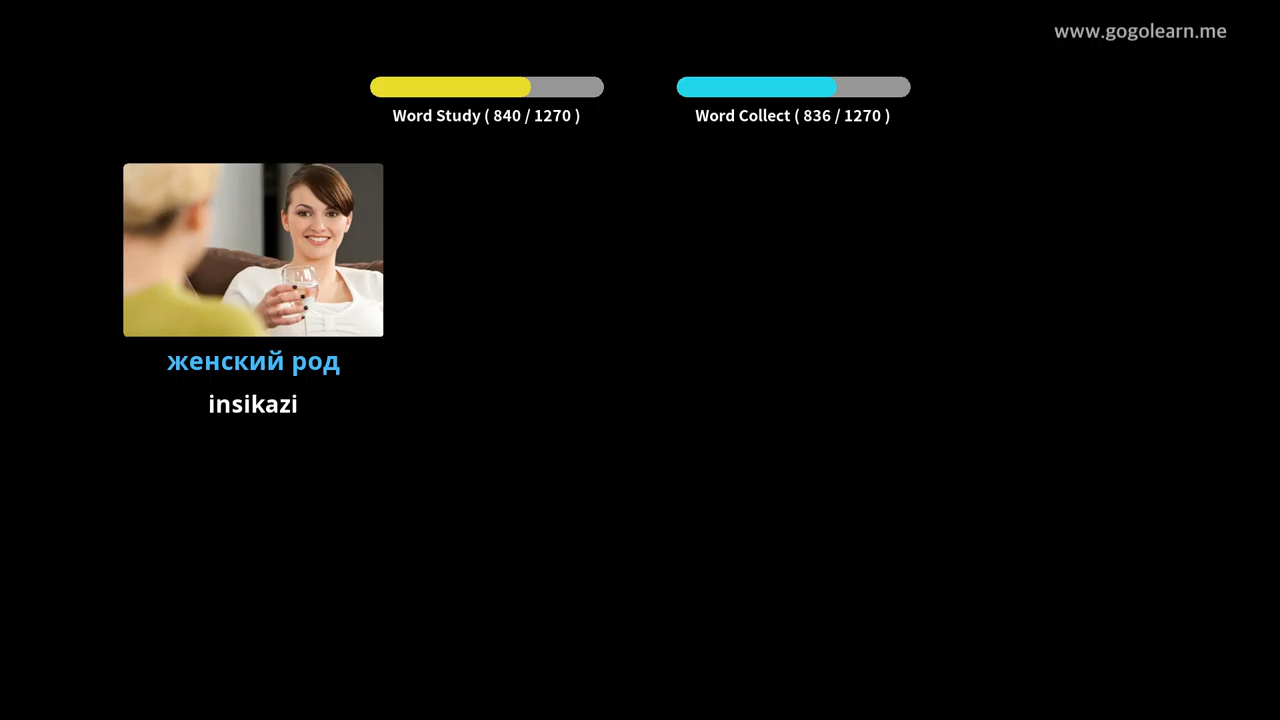 www.gogolearn.me
Word Study ( 840 / 1270 )
Word Collect ( 836 / 1270 )
женский род
insikazi